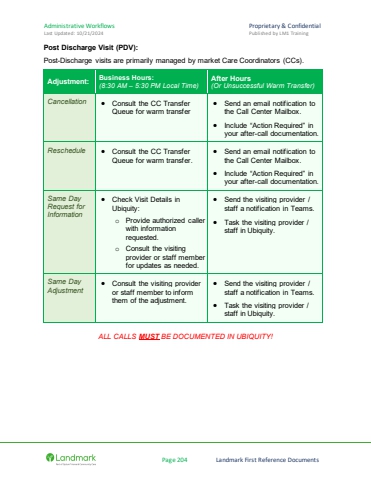 Administrative Workflows Proprietary & Confidential
Last Updated: 10/21/2024 Published by LMK Training
Post Discharge Visit (PDV):
Post-Discharge visits are primarily managed by market Care Coordinators (CCs).
Adjustment:
Business Hours:
(8:30 AM – 5:30 PM Local Time)
After Hours
(Or Unsuccessful Warm Transfer)
Cancellation
● Consult the CC Transfer
Queue for warm transfer
● Send an email notification to
the Call Center Mailbox.
● Include “Action Required” in
your after-call documentation.
Reschedule
● Consult the CC Transfer
Queue for warm transfer.
● Send an email notification to
the Call Center Mailbox.
● Include “Action Required” in
your after-call documentation.
Same Day
Request for
Information
● Check Visit Details in
Ubiquity:
○ Provide authorized caller
with information
requested.
○ Consult the visiting
provider or staff member
for updates as needed.
● Send the visiting provider /
staff a notification in Teams.
● Task the visiting provider /
staff in Ubiquity.
Same Day
Adjustment
● Consult the visiting provider
or staff member to inform
them of the adjustment.
● Send the visiting provider /
staff a notification in Teams.
● Task the visiting provider /
staff in Ubiquity.
ALL CALLS MUST BE DOCUMENTED IN UBIQUITY!
Landmark
Page 204
Landmark First Reference Documents